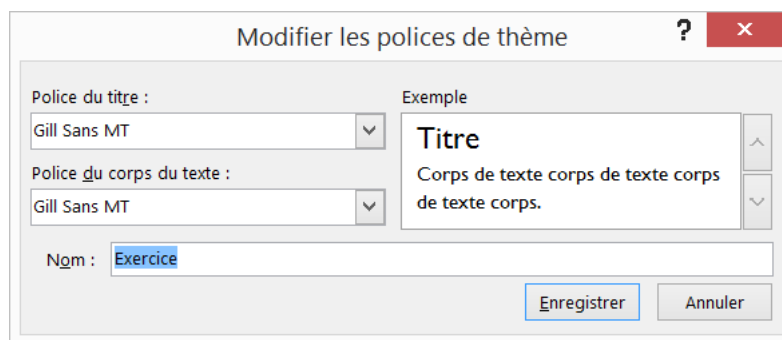 Modifier les polices de thème
?
Police du titre :
Gill Sans MT
Police du corps du texte :
Gill Sans MT
Exemple
Titre
Corps de texte corps de texte corps
de texte corps.
Nom : Exercice
Enregistrer Annuler